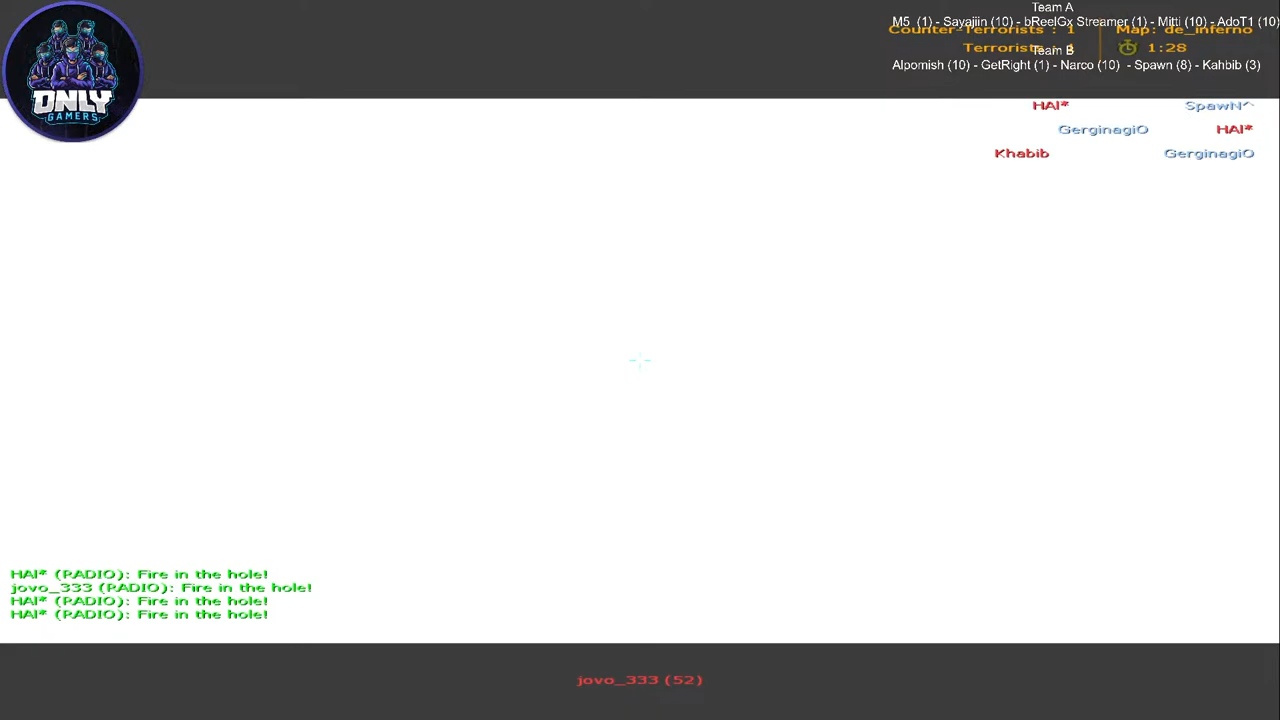 ONLY
GAMERS
Team A
M5 (1) - Sayajiin (10) - bReelGx Streamer (1) - Mitti (10) - AdoT1 (10)
Counter-Terrorists : 1
Map: de_inferno
Terrorists : 1
Team B
1:28
Alpomish (10) - GetRight (1) - Narco (10) - Spawn (8) - Kahbib (3)
HAI* SpawN^
GerginagiO HAI*
Khabib GerginagiO
HAI* (RADIO): Fire in the hole!
jovo_333 (RADIO): Fire in the hole!
HAI* (RADIO): Fire in the hole!
HAI* (RADIO): Fire in the hole!
jovo_333 (52)